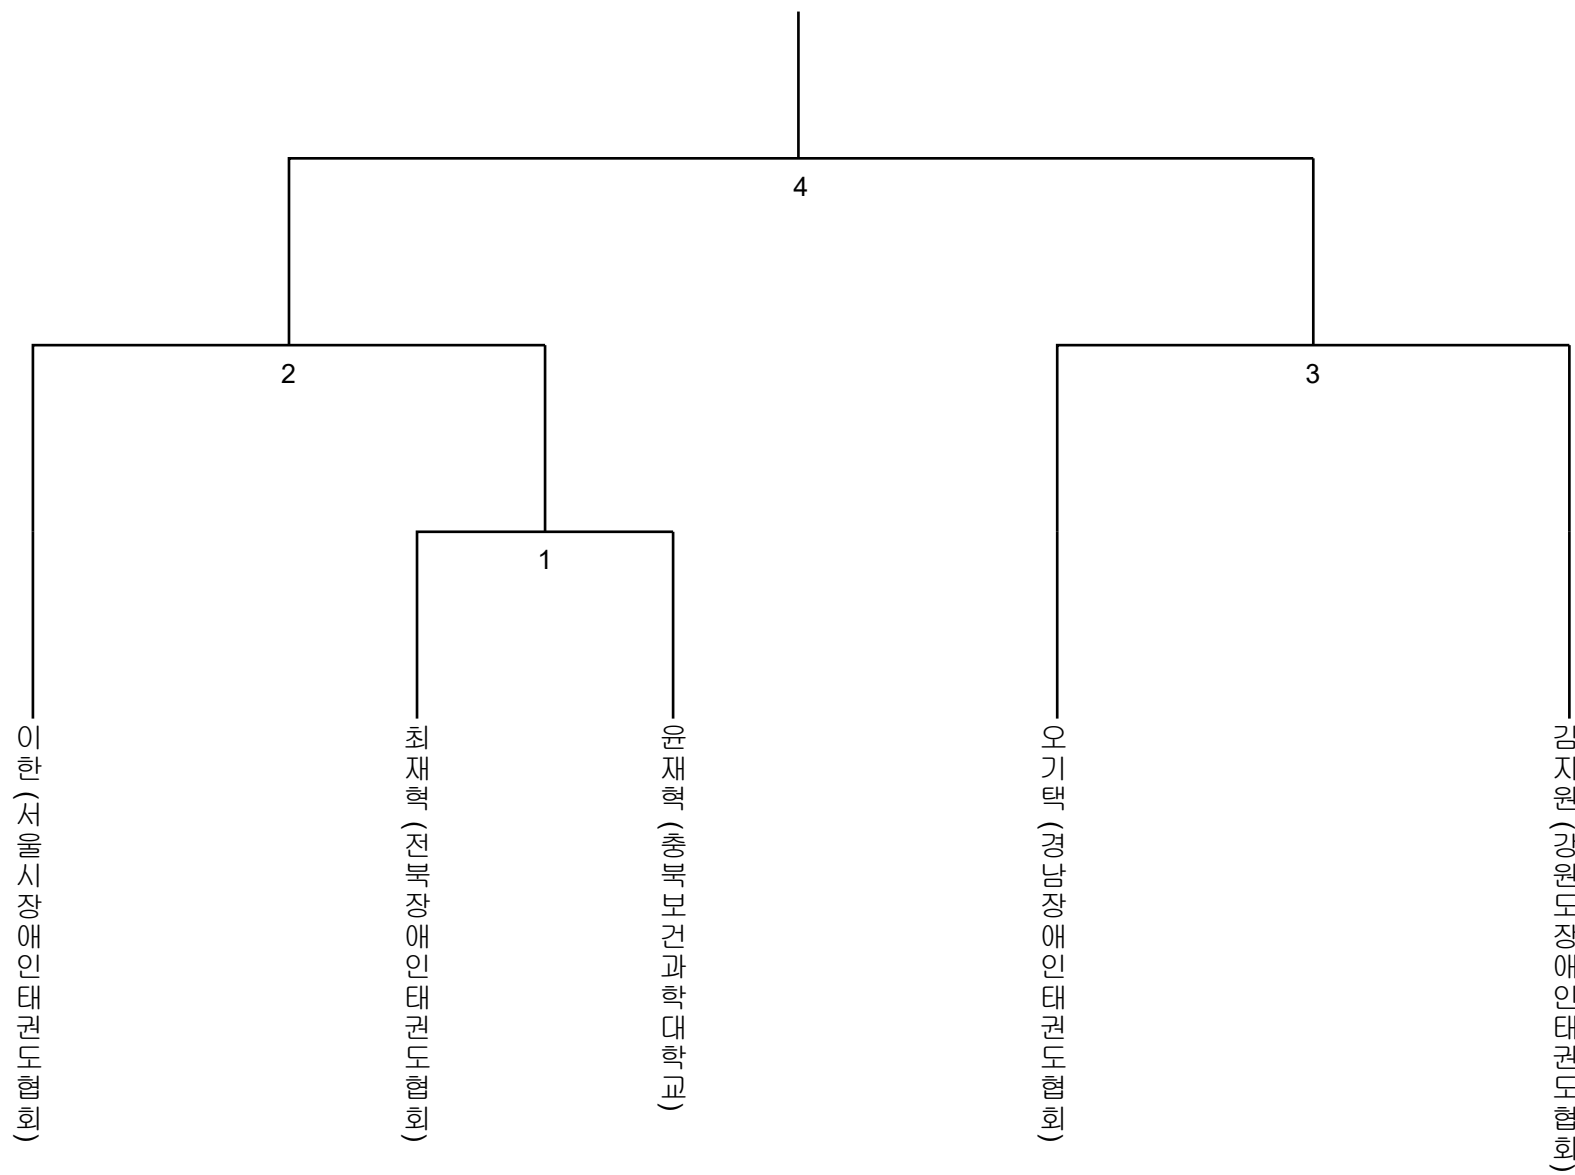 4
2
3
1
이한 (서울시장애인태권도협회)
최재혁 (전북장애인태권도협회)
윤재혁 (충북보건과학대학교)
오기택 (경남장애인태권도협회)
김지원 (강원도장애인태권도협회)